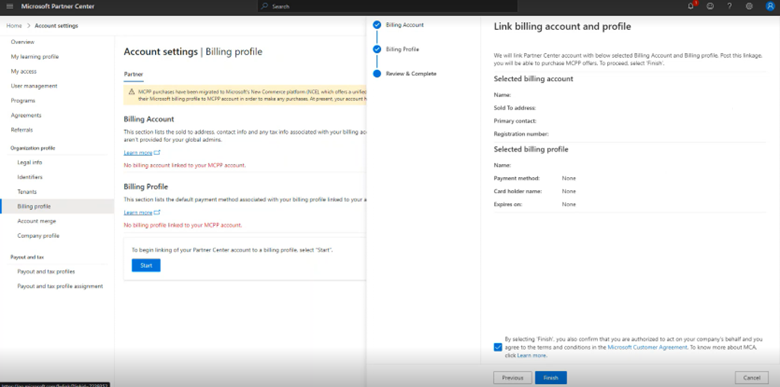 Microsoft Partner Center
Search
Home > Account settings
Overview
My learning profile
My access
User management
Programs
Agreements
Referrals
Organization profile
Legal info
Identifiers
Tenants
Billing profile
Account merge
Company profile
Payout and tax
Payout and tax profiles
Payout and tax profile assignment
Account settings | Billing profile
Partner
MCPP purchases have been migrated to Microsoft's New Commerce platform (NCE), which offers a unified
their Microsoft billing profile to MCPP account in order to make any purchases. At present, your account h
Billing Account
This section lists the sold to address, contact info and any tax info associated with your billing acc
aren't provided for your global admins.
Learn more
No billing account linked to your MCPP account.
Billing Profile
This section lists the default payment method associated with your billing profile linked to your a
Learn more
No billing profile linked to your MCPP account.
To begin linking of your Partner Center account to a billing profile, select "Start".
Start
Billing Account
Billing Profile
Review & Complete
Link billing account and profile
We will link Partner Center account with below selected Billing Account and Billing profile. Post this linkage,
you will be able to purchase MCPP offers. To proceed, select 'Finish'.
Selected billing account
Name:
Sold To address:
Primary contact:
Registration number:
Selected billing profile
Name:
Payment method: None
Card holder name: None
Expires on: None
By selecting 'Finish', you also confirm that you are authorized to act on your company's behalf and you
agree to the terms and conditions in the Microsoft Customer Agreement. To know more about MCA,
click Learn more.
Previous
Finish
Cancel